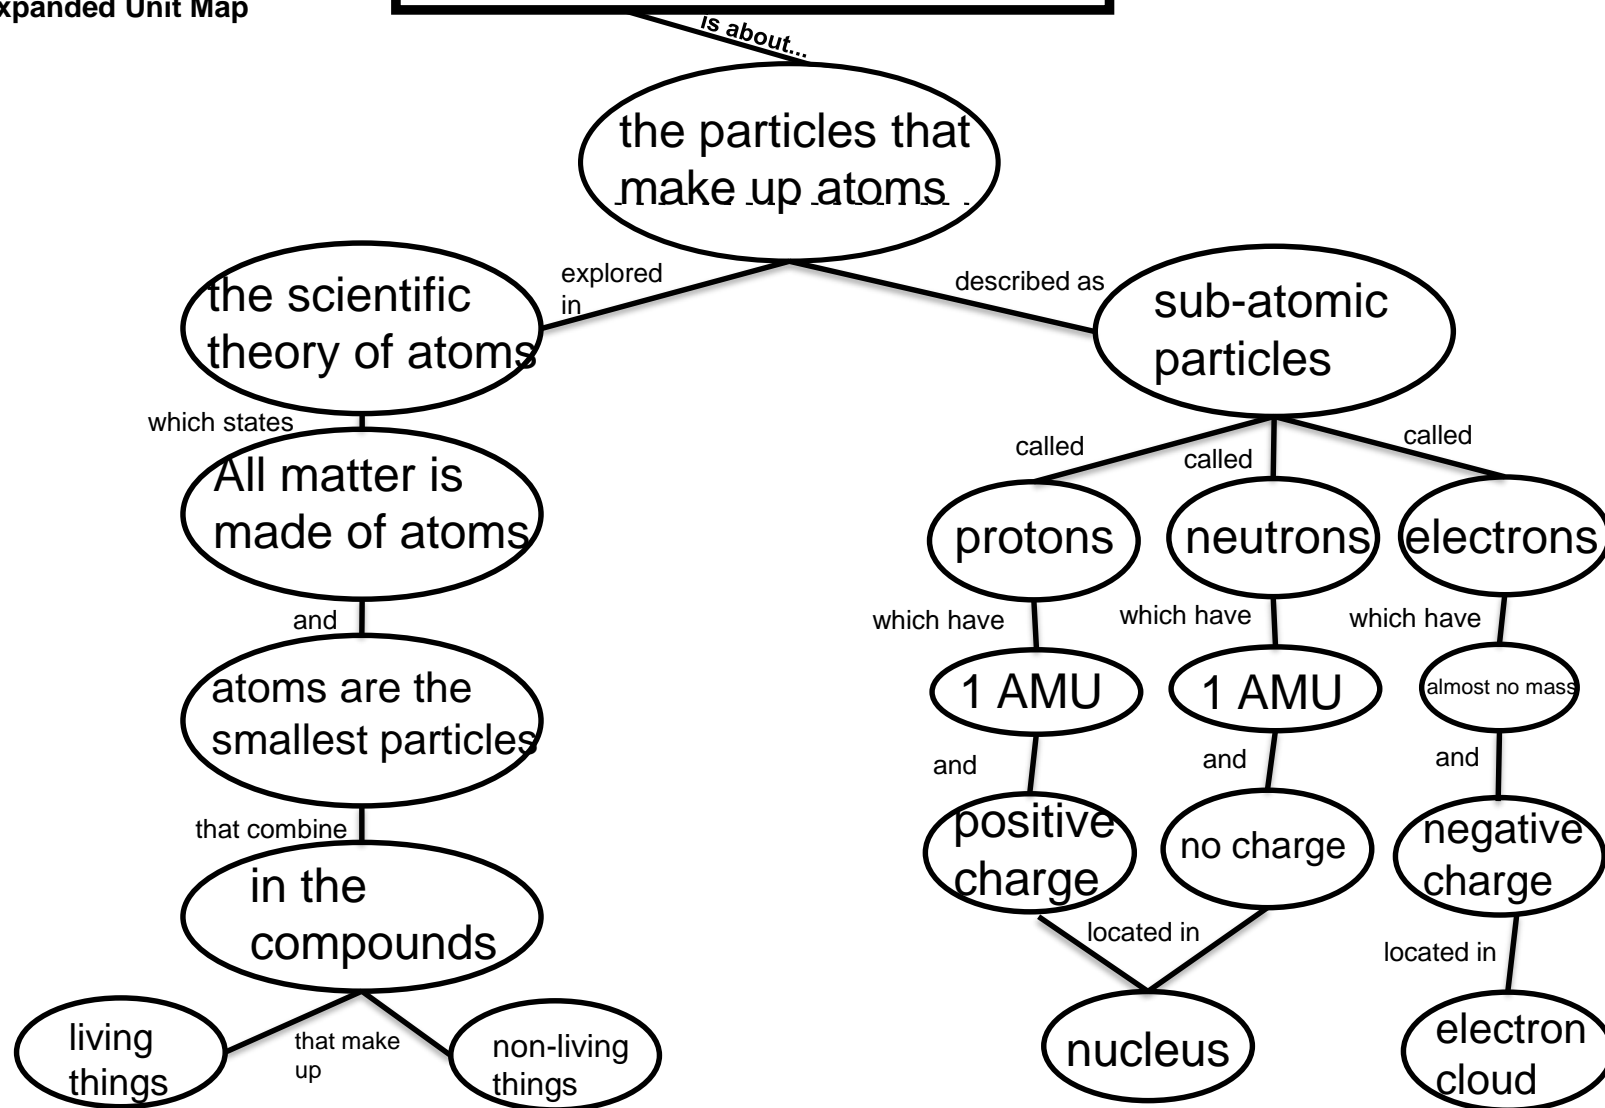 xpanded Unit Map
is about...
the particles that
make up atoms
explored
in
described as
the scientific
theory of atoms
sub-atomic
particles
which states
All matter is
made of atoms
called
called
called
protons
neutrons
electrons
and
which have
which have
which have
atoms are the
smallest particles
1 AMU
1 AMU
almost no mass
and
and
and
that combine
positive
charge
no charge
negative
charge
in the
compounds
located in
located in
living
things
that make
up
non-living
things
nucleus
electron
cloud